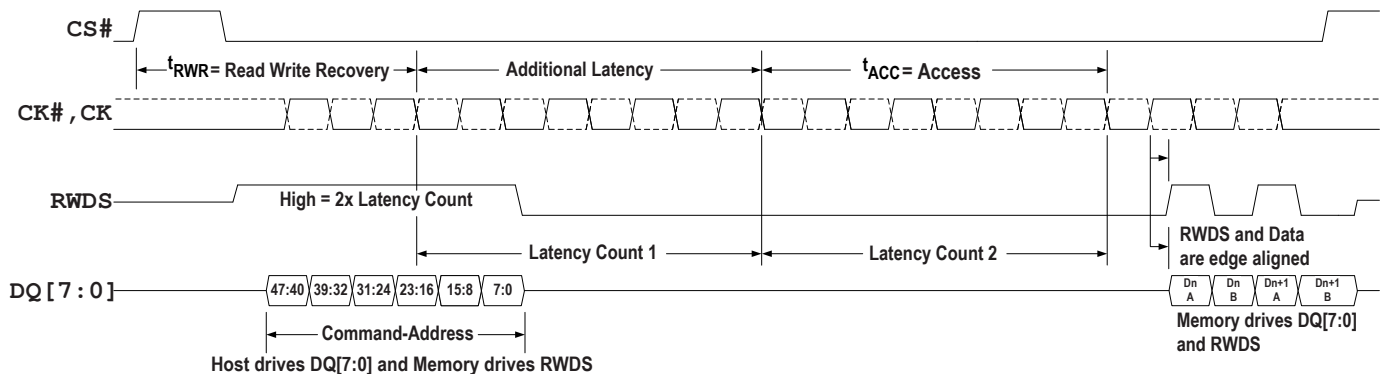 CS#
tRWR= Read Write Recovery
Additional Latency
tACC= Access
CK#,CK
RWDS
High = 2x Latency Count
Latency Count 1
Latency Count 2
RWDS and Data
are edge aligned
DQ[7:0]
47:40 39:32 31:24 23:16 15:8 7:0
Dn A
Dn B
Dn+1 A
Dn+1 B
Command-Address
Memory drives DQ[7:0]
and RWDS
Host drives DQ[7:0] and Memory drives RWDS